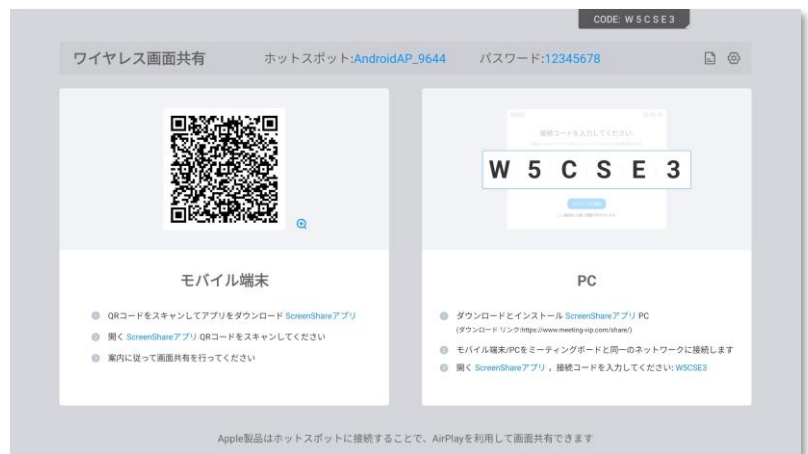 CODE: W5CSE3
ワイヤレス画面共有 ホットスポット:AndroidAP_9644 パスワード:12345678
接続コードを入力してください
W 5 C S E 3
モバイル端末
QRコードをスキャンしてアプリをダウンロード ScreenShareアプリ
開く ScreenShareアプリ QRコードをスキャンしてください
案内に従って画面共有を行ってください
PC
ダウンロードとインストール ScreenShareアプリ PC
(ダウンロード リンク:https://www.meeting-vip.com/share/)
モバイル端末/PCをミーティングボードと同一のネットワークに接続します
開く ScreenShareアプリ ，接続コードを入力してください: W5CSE3
Apple製品はホットスポットに接続することで、AirPlayを利用して画面共有できます